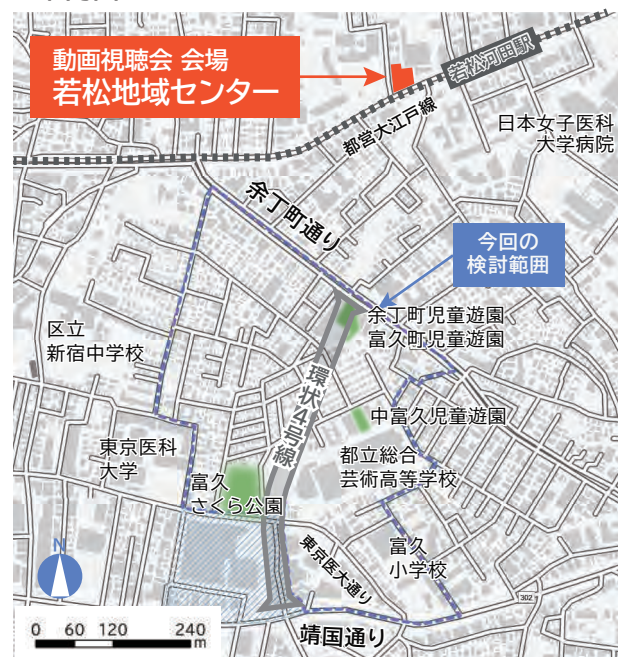 動画視聴会 会場
若松地域センター
若松河田駅
都営大江戸線
日本女子医科
大学病院
余丁町通り
今回の
検討範囲
余丁町児童遊園
富久町児童遊園
区立
新宿中学校
環状4号線
中富久児童遊園
東京医科
大学
都立総合
芸術高等学校
富久
さくら公園
東京医大通り
富久
小学校
N
302
靖国通り
0 60 120 240
m